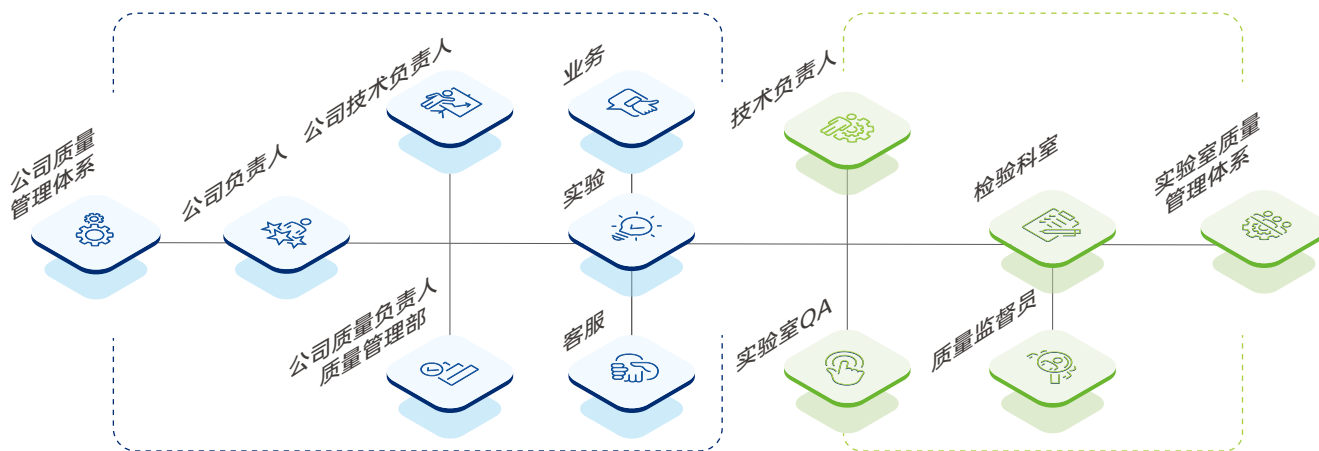 公司质量
管理体系
公司负责人
公司技术负责人
公司质量负责人
质量管理部
业务
实验
客服
技术负责人
实验室QA
检验科室
质量监督员
实验室质量
管理体系